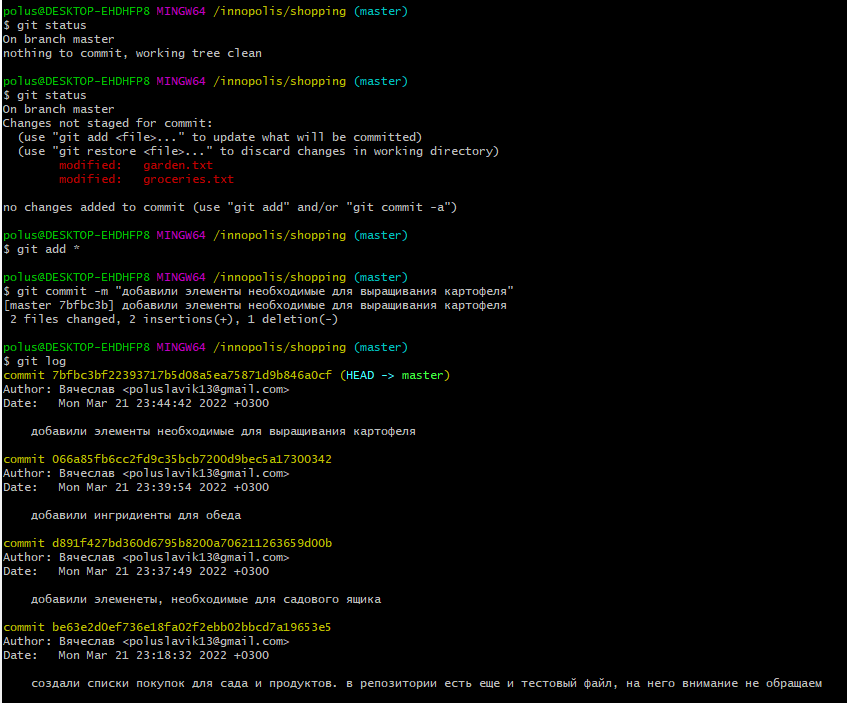 polus@DESKTOP-EHDHFP8 MINGW64 /innopolis/shopping (master)
$ git status
On branch master
nothing to commit, working tree clean
polus@DESKTOP-EHDHFP8 MINGW64 /innopolis/shopping (master)
$ git status
On branch master
Changes not staged for commit:
  (use "git add <file>..." to update what will be committed)
  (use "git restore <file>..." to discard changes in working directory)
        modified:   garden.txt
        modified:   groceries.txt
no changes added to commit (use "git add" and/or "git commit -a")
polus@DESKTOP-EHDHFP8 MINGW64 /innopolis/shopping (master)
$ git add *
polus@DESKTOP-EHDHFP8 MINGW64 /innopolis/shopping (master)
$ git commit -m "добавили элементы необходимые для выращивания картофеля"
[master 7bfbc3b] добавили элементы необходимые для выращивания картофеля
 2 files changed, 2 insertions(+), 1 deletion(-)
polus@DESKTOP-EHDHFP8 MINGW64 /innopolis/shopping (master)
$ git log
commit 7bfbc3bf22393717b5d08a5ea75871d9b846a0cf (HEAD -> master)
Author: Вячеслав <poluslavik13@gmail.com>
Date:   Mon Mar 21 23:44:42 2022 +0300
    добавили элементы необходимые для выращивания картофеля
commit 066a85fb6cc2fd9c35bcb7200d9bec5a17300342
Author: Вячеслав <poluslavik13@gmail.com>
Date:   Mon Mar 21 23:39:54 2022 +0300
    добавили ингридиенты для обеда
commit d891f427bd360d6795b8200a706211263659d00b
Author: Вячеслав <poluslavik13@gmail.com>
Date:   Mon Mar 21 23:37:49 2022 +0300
    добавили элеменеты, необходимые для садового ящика
commit be63e2d0ef736e18fa02f2ebb02bbcd7a19653e5
Author: Вячеслав <poluslavik13@gmail.com>
Date:   Mon Mar 21 23:18:32 2022 +0300
    создали списки покупок для сада и продуктов. в репозитории есть еще и тестовый файл, на него внимание не обращаем